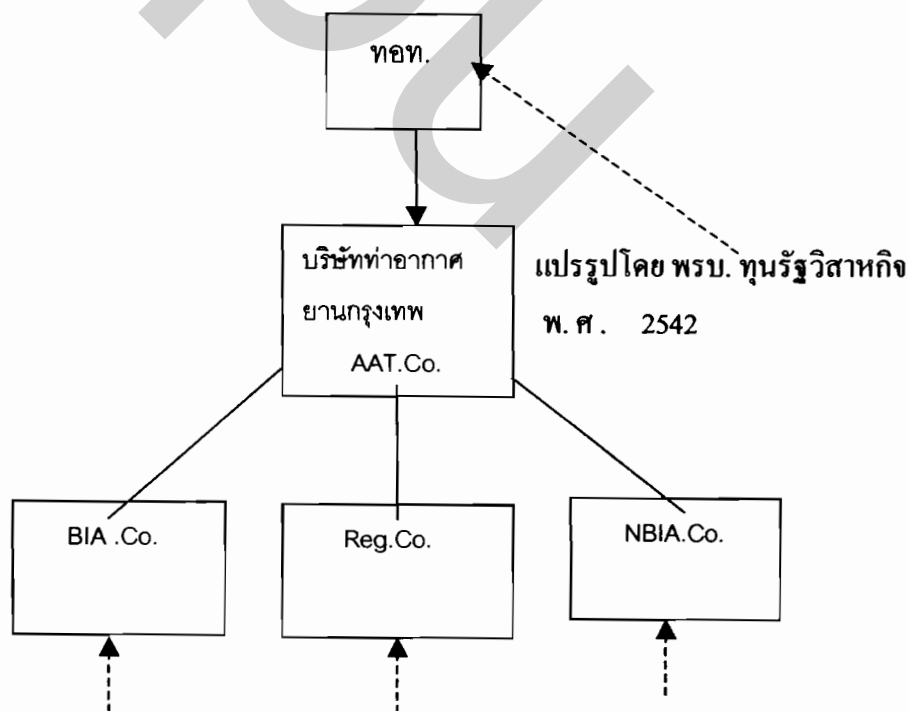 ทอท.
บริษัทท่าอากาศ
ยานกรุงเทพ
AAT.Co.
แปรรูปโดย พรบ. ทุนรัฐวิสาหกิจ
พ. ศ . 2542
BIA .Co.
Reg.Co.
NBIA.Co.